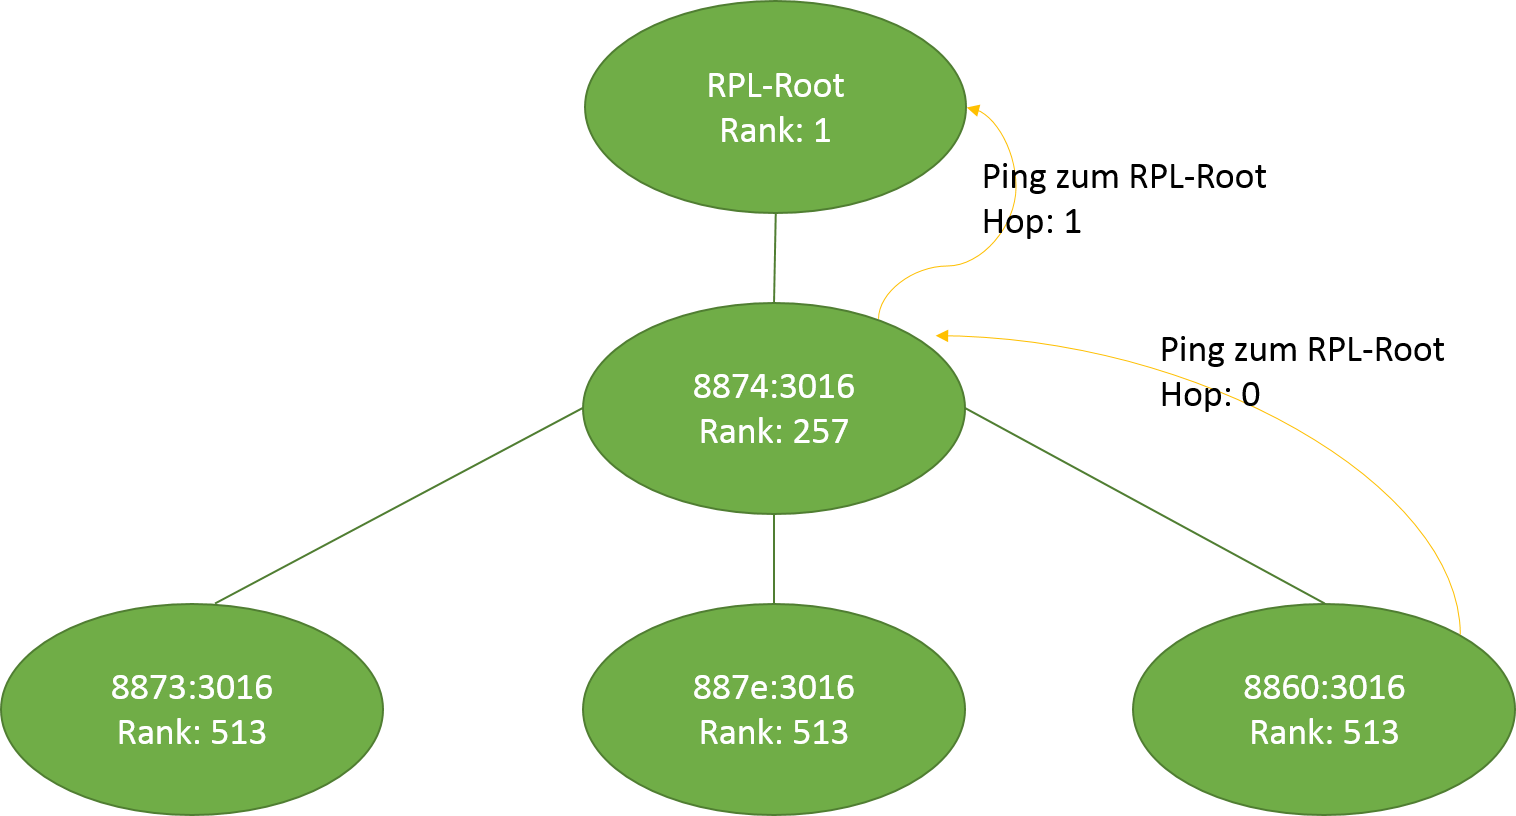 RPL-Root
Rank: 1
Ping zum RPL-Root
Hop: 1
Ping zum RPL-Root
Hop: 0
8874:3016
Rank: 257
8873:3016
Rank: 513
887e:3016
Rank: 513
8860:3016
Rank: 513